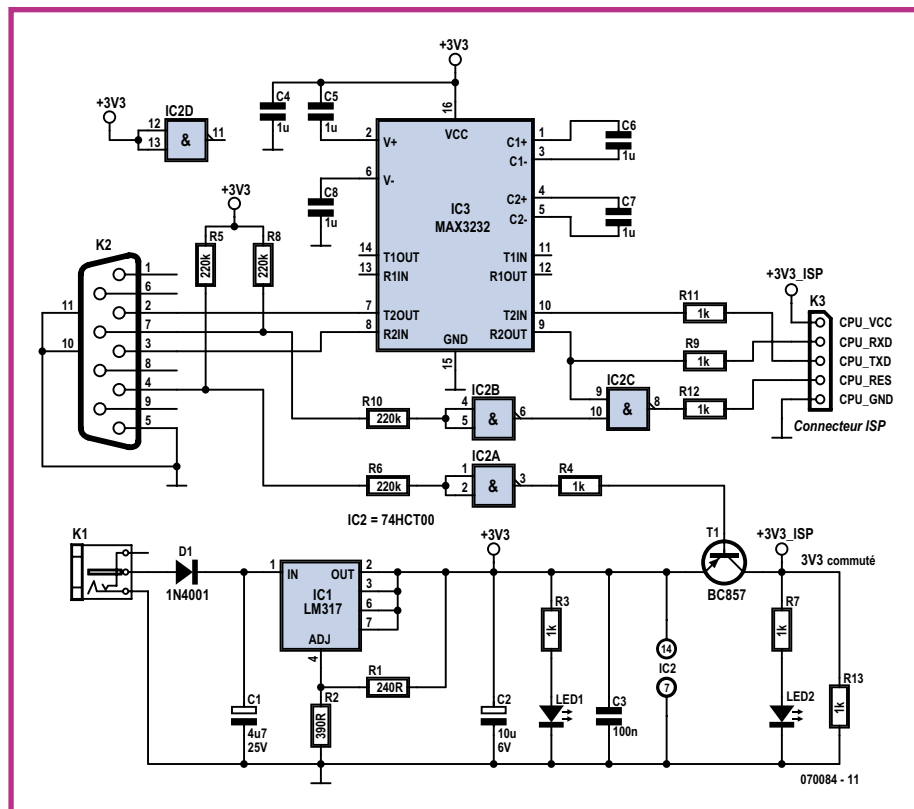 +3V3
C4
1u
C5
1u
+3V3
IC2D
12
13
11
&
16
VCC
2
V+
6
V-
C8
1u
IC3
MAX3232
C1+
1
C1-
3
C6
1u
C2+
4
C2-
5
C7
1u
14
T1OUT
13
R1IN
T1IN
11
R1OUT
12
7
T2OUT
8
R2IN
T2IN
10
R2OUT
9
GND
15
+3V3
R5
220k
R8
220k
K2
1
6
2
7
3
8
4
9
5
11
10
+3V3_ISP
K3
R11
1k
R9
1k
R12
1k
CPU_VCC
CPU_RXD
CPU_TXD
CPU_RES
CPU_GND
Connecteur ISP
R10
220k
IC2B
4
5
&
6
IC2C
9
10
&
8
R6
220k
IC2A
1
2
&
3
R4
1k
IC2 = 74HCT00
K1
D1
1N4001
1
IN
OUT
2
3
6
7
IC1
LM317
ADJ
4
R1
240R
R2
390R
C1
4u7
25V
+3V3
C2
10u
6V
R3
1k
LED1
C3
100n
14
IC2
7
T1
BC857
+3V3_ISP
3V3 commuté
R7
1k
LED2
R13
1k
070084 - 11